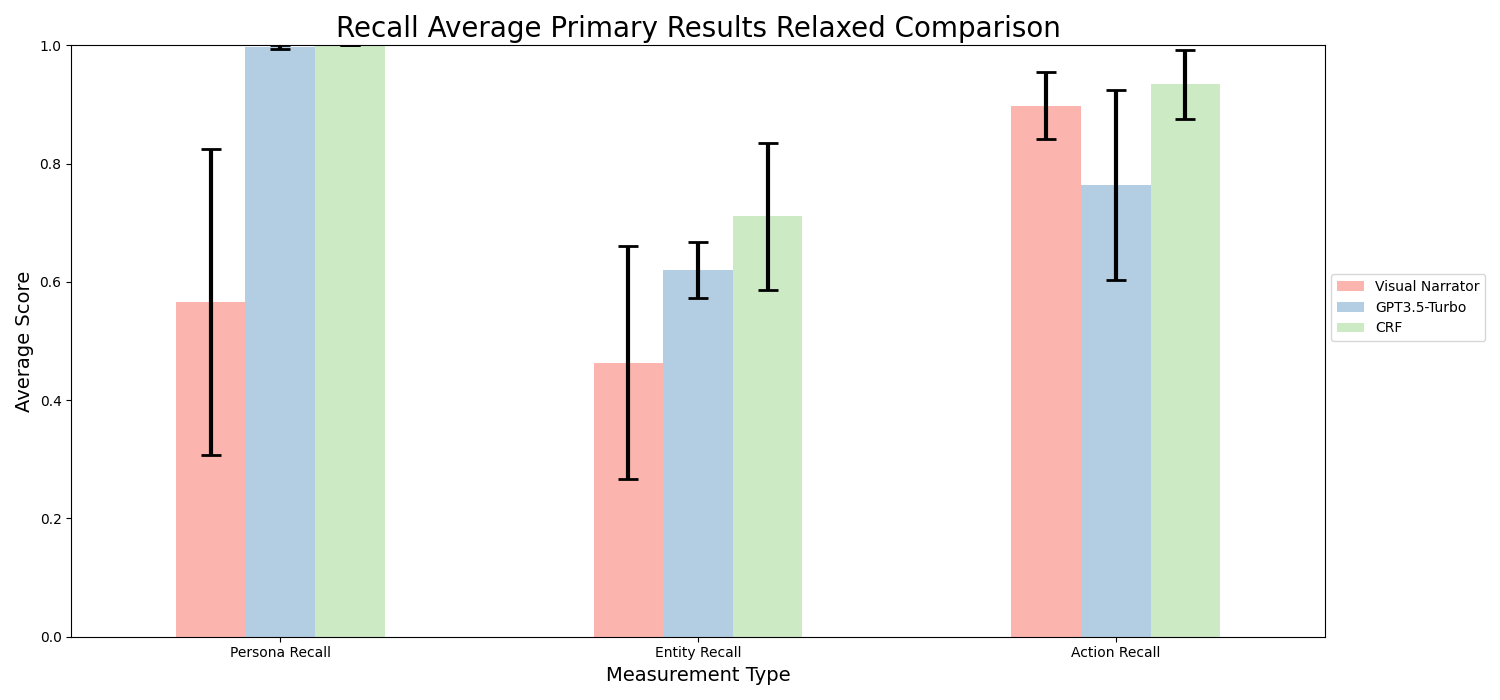 Recall Average Primary Results Relaxed Comparison
1.0
0.8
0.6
0.4
0.2
0.0
Average Score
Persona Recall
Entity Recall
Action Recall
Measurement Type
Visual Narrator
GPT3.5-Turbo
CRF